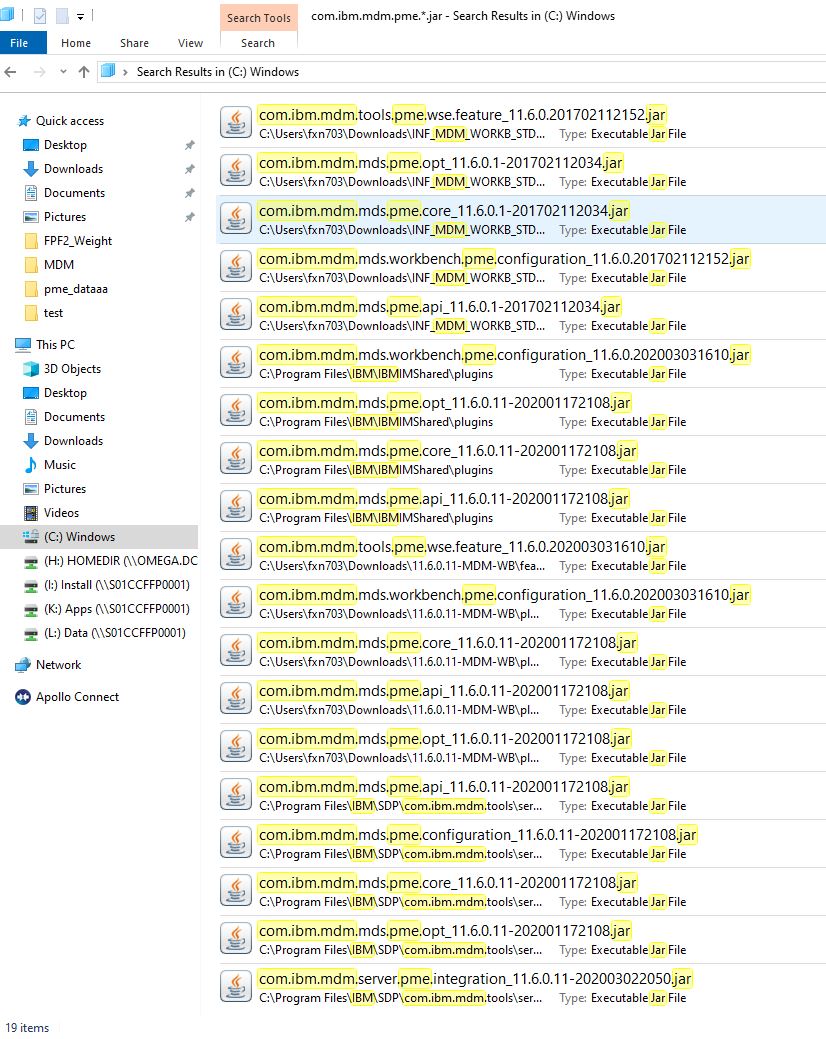 Search Tools
com.ibm.mdm.pme.*.jar - Search Results in (C:) Windows
File
Home
Share
View
Search
Search Results in (C:) Windows
Quick access
Desktop
Downloads
Documents
Pictures
FPF2_Weight
MDM
pme_dataaa
test
This PC
3D Objects
Desktop
Documents
Downloads
Music
Pictures
Videos
(C:) Windows
(H:) HOMEDIR (\\OMEGA.DC
(I:) Install (\\S01CCFFP0001)
(K:) Apps (\\S01CCFFP0001)
(L:) Data (\\S01CCFFP0001)
Network
Apollo Connect
com.ibm.mdm.tools.pme.wse.feature_11.6.0.201702112152.jar
C:\Users\fxn703\Downloads\INF_MDM_WORKB_STD... Type: Executable Jar File
com.ibm.mdm.mds.pme.opt_11.6.0.1-201702112034.jar
C:\Users\fxn703\Downloads\INF_MDM_WORKB_STD... Type: Executable Jar File
com.ibm.mdm.mds.pme.core_11.6.0.1-201702112034.jar
C:\Users\fxn703\Downloads\INF_MDM_WORKB_STD... Type: Executable Jar File
com.ibm.mdm.mds.workbench.pme.configuration_11.6.0.201702112152.jar
C:\Users\fxn703\Downloads\INF_MDM_WORKB_STD... Type: Executable Jar File
com.ibm.mdm.mds.pme.api_11.6.0.1-201702112034.jar
C:\Users\fxn703\Downloads\INF_MDM_WORKB_STD... Type: Executable Jar File
com.ibm.mdm.mds.workbench.pme.configuration_11.6.0.202003031610.jar
C:\Program Files\IBM\IBMIMShared\plugins Type: Executable Jar File
com.ibm.mdm.mds.pme.opt_11.6.0.11-202001172108.jar
C:\Program Files\IBM\IBMIMShared\plugins Type: Executable Jar File
com.ibm.mdm.mds.pme.core_11.6.0.11-202001172108.jar
C:\Program Files\IBM\IBMIMShared\plugins Type: Executable Jar File
com.ibm.mdm.mds.pme.api_11.6.0.11-202001172108.jar
C:\Program Files\IBM\IBMIMShared\plugins Type: Executable Jar File
com.ibm.mdm.tools.pme.wse.feature_11.6.0.202003031610.jar
C:\Users\fxn703\Downloads\11.6.0.11-MDM-WB\fea... Type: Executable Jar File
com.ibm.mdm.mds.workbench.pme.configuration_11.6.0.202003031610.jar
C:\Users\fxn703\Downloads\11.6.0.11-MDM-WB\pl... Type: Executable Jar File
com.ibm.mdm.mds.pme.core_11.6.0.11-202001172108.jar
C:\Users\fxn703\Downloads\11.6.0.11-MDM-WB\pl... Type: Executable Jar File
com.ibm.mdm.mds.pme.api_11.6.0.11-202001172108.jar
C:\Users\fxn703\Downloads\11.6.0.11-MDM-WB\pl... Type: Executable Jar File
com.ibm.mdm.mds.pme.opt_11.6.0.11-202001172108.jar
C:\Users\fxn703\Downloads\11.6.0.11-MDM-WB\pl... Type: Executable Jar File
com.ibm.mdm.mds.pme.api_11.6.0.11-202001172108.jar
C:\Program Files\IBM\SDP\com.ibm.mdm.tools\ser... Type: Executable Jar File
com.ibm.mdm.mds.pme.configuration_11.6.0.11-202001172108.jar
C:\Program Files\IBM\SDP\com.ibm.mdm.tools\ser... Type: Executable Jar File
com.ibm.mdm.mds.pme.core_11.6.0.11-202001172108.jar
C:\Program Files\IBM\SDP\com.ibm.mdm.tools\ser... Type: Executable Jar File
com.ibm.mdm.mds.pme.opt_11.6.0.11-202001172108.jar
C:\Program Files\IBM\SDP\com.ibm.mdm.tools\ser... Type: Executable Jar File
com.ibm.mdm.server.pme.integration_11.6.0.11-202003022050.jar
C:\Program Files\IBM\SDP\com.ibm.mdm.tools\ser... Type: Executable Jar File
19 items